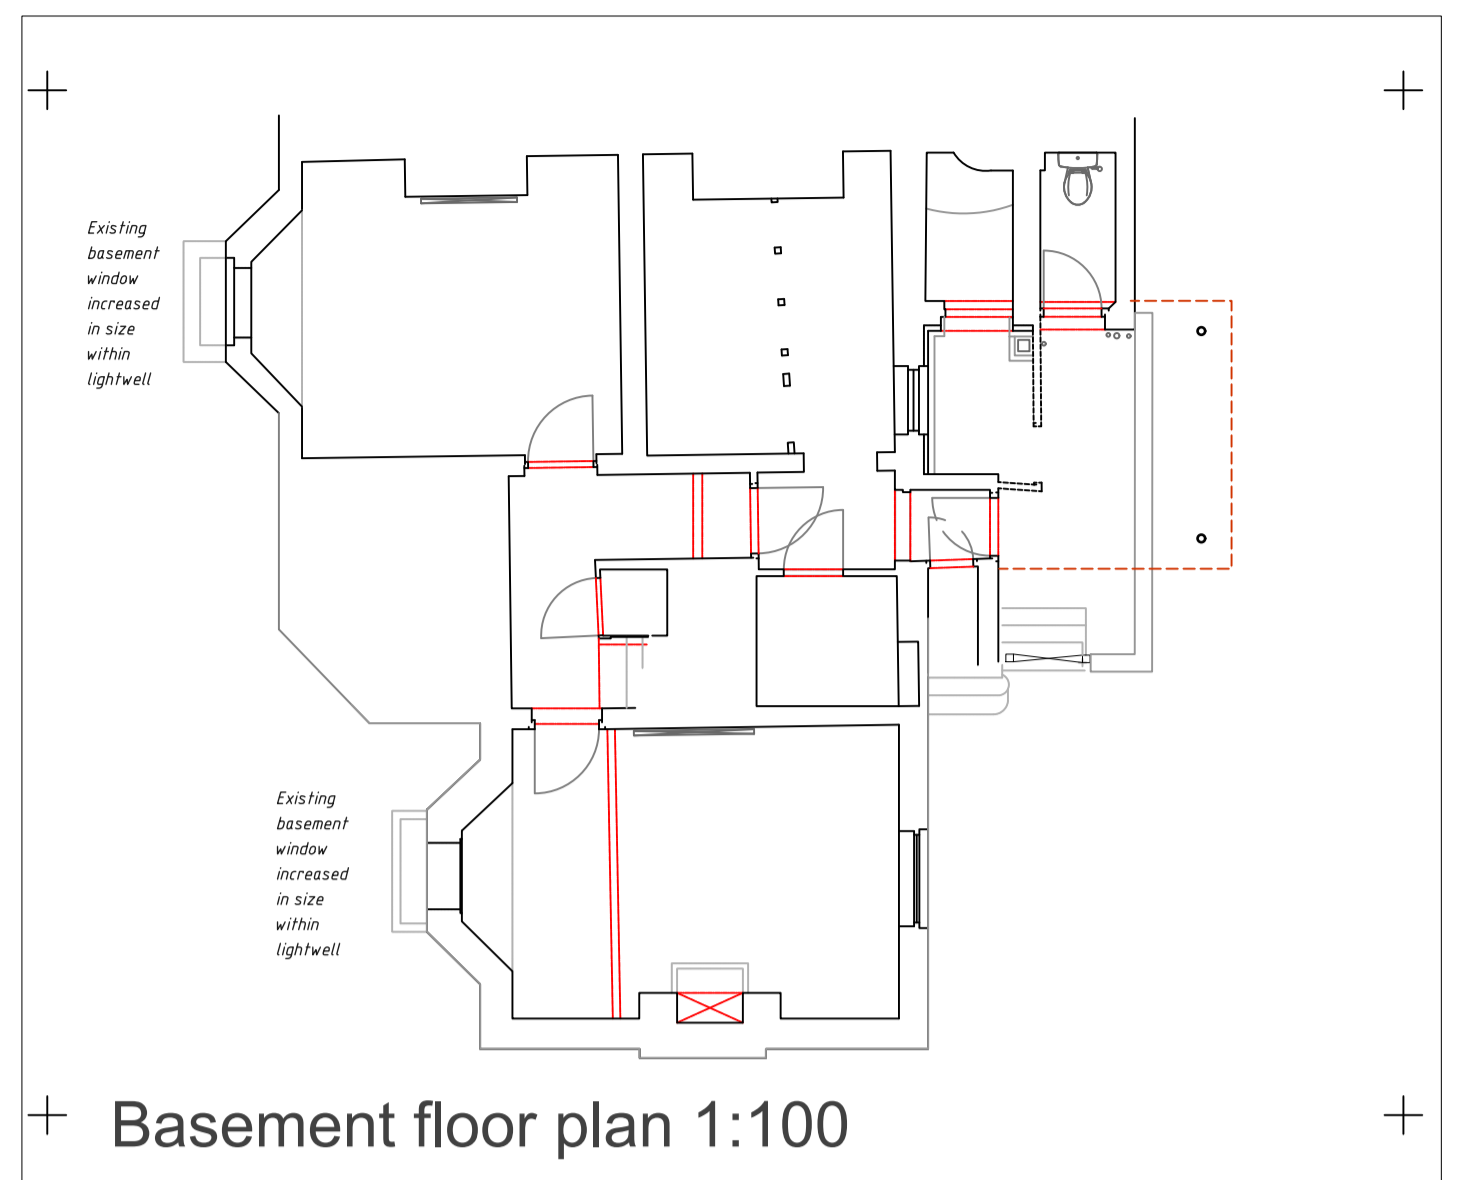 Existing
basement
window
increased
in size
within
lightwell
Existing
basement
window
increased
in size
within
lightwell
Basement floor plan 1:100